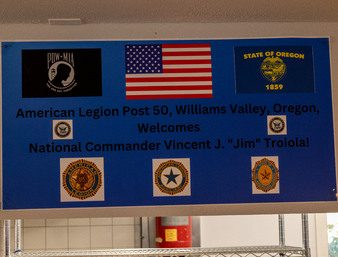 POW★MIA
STATE OF OREGON
1859
American Legion Post 50, Williams Valley, Oregon,
Welcomes
National Commander Vincent J. "Jim" Troiola!